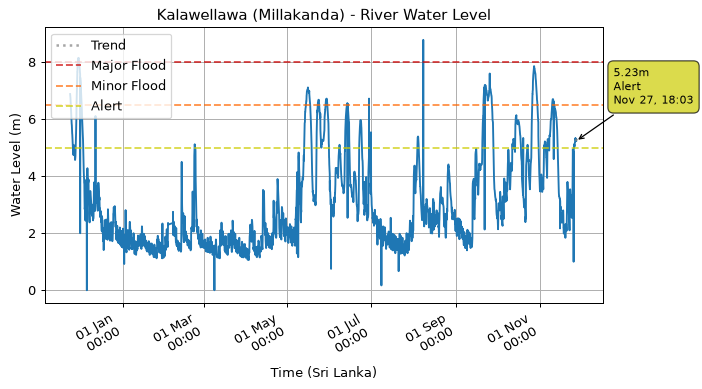 Kalawellawa (Millakanda) - River Water Level
Trend
Major Flood
Minor Flood
Alert
5.23m
Alert
Nov 27, 18:03
Water Level (m)
8
6
4
2
0
01 Jan
00:00
01 Mar
00:00
01 May
00:00
01 Jul
00:00
01 Sep
00:00
01 Nov
00:00
Time (Sri Lanka)